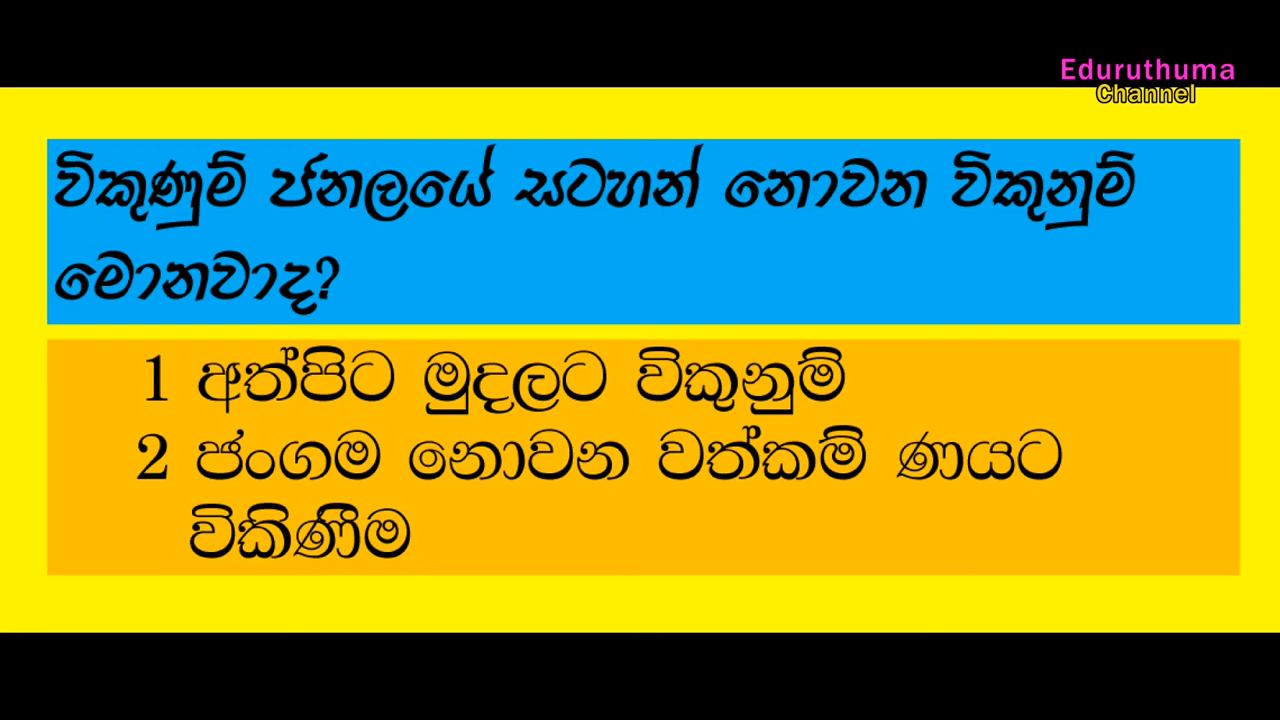 Eduruthuma
Channel
විකුණුම් ජනලයේ සටහන් නොවන විකුනුම්
මොනවාද?
1 අත්පිට මුදලට විකුනුම්
2 ජංගම නොවන වත්කම් ණයට
විකිණීම